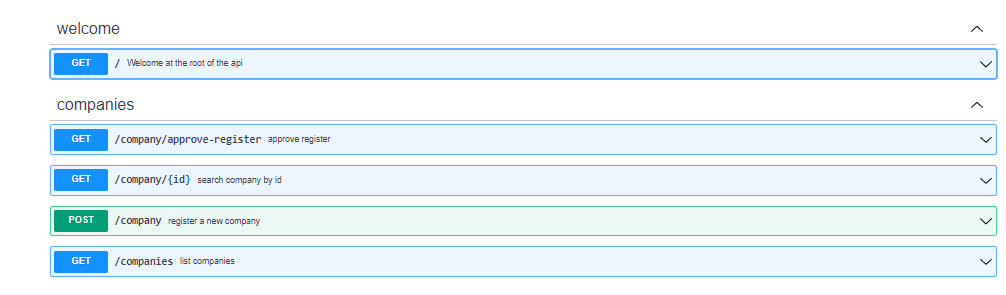 welcome
GET / Welcome at the root of the api
companies
GET /company/approve-register approve register
GET /company/{id} search company by id
POST /company register a new company
GET /companies list companies